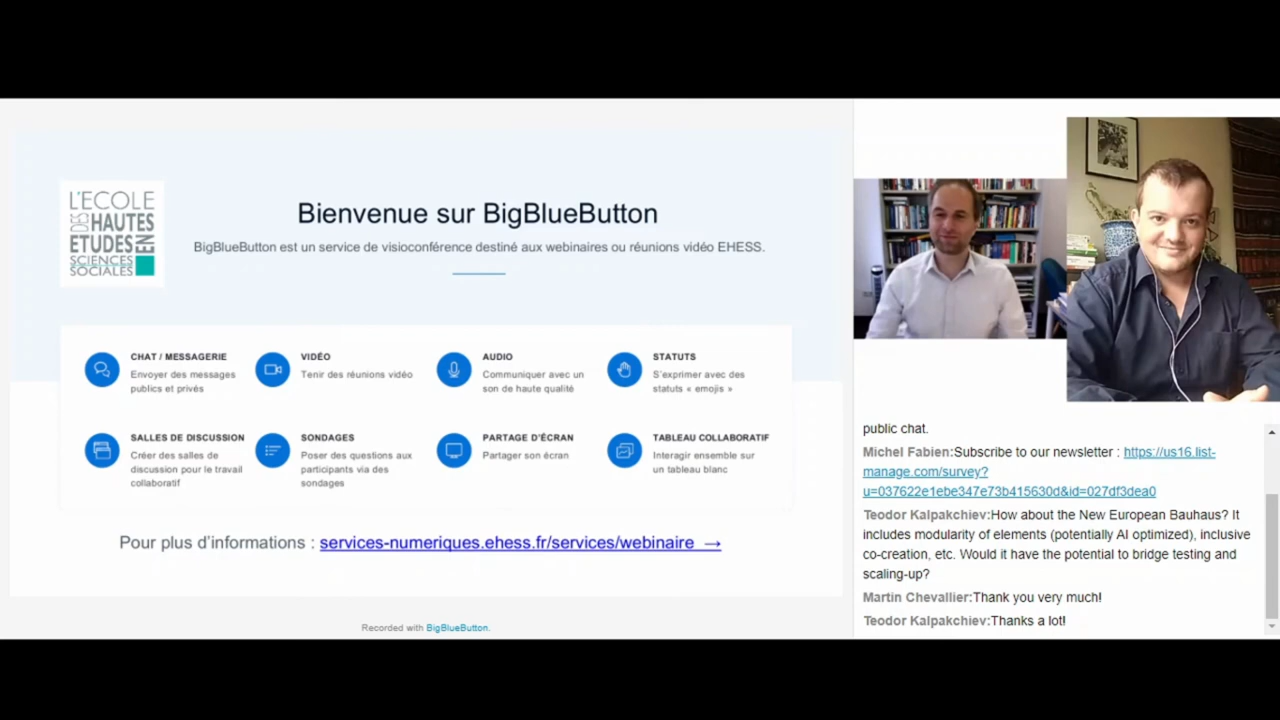 L'ECOLE
DES HAUTES
ETUDES EN
SCIENCES
SOCIALES
Bienvenue sur BigBlueButton
BigBlueButton est un service de visioconférence destiné aux webinaires ou réunions vidéo EHESS.
CHAT / MESSAGERIE
Envoyer des messages
publics et privés
VIDÉO
Tenir des réunions vidéo
AUDIO
Communiquer avec un
son de haute qualité
STATUTS
S'exprimer avec des
statuts « emojis »
SALLES DE DISCUSSION
Créer des salles de
discussion pour le travail
collaboratif
SONDAGES
Poser des questions aux
participants via des
sondages
PARTAGE D'ÉCRAN
Partager son écran
TABLEAU COLLABORATIF
Interagir ensemble sur
un tableau blanc
Pour plus d'informations : services-numeriques.ehess.fr/services/webinaire →
Recorded with BigBlueButton.
public chat.
Michel Fabien:Subscribe to our newsletter : https://us16.list-
manage.com/survey?
u=037622e1ebe347e73b415630d&id=027df3dea0
Teodor Kalpakchiev:How about the New European Bauhaus? It
includes modularity of elements (potentially AI optimized), inclusive
co-creation, etc. Would it have the potential to bridge testing and
scaling-up?
Martin Chevallier:Thank you very much!
Teodor Kalpakchiev:Thanks a lot!